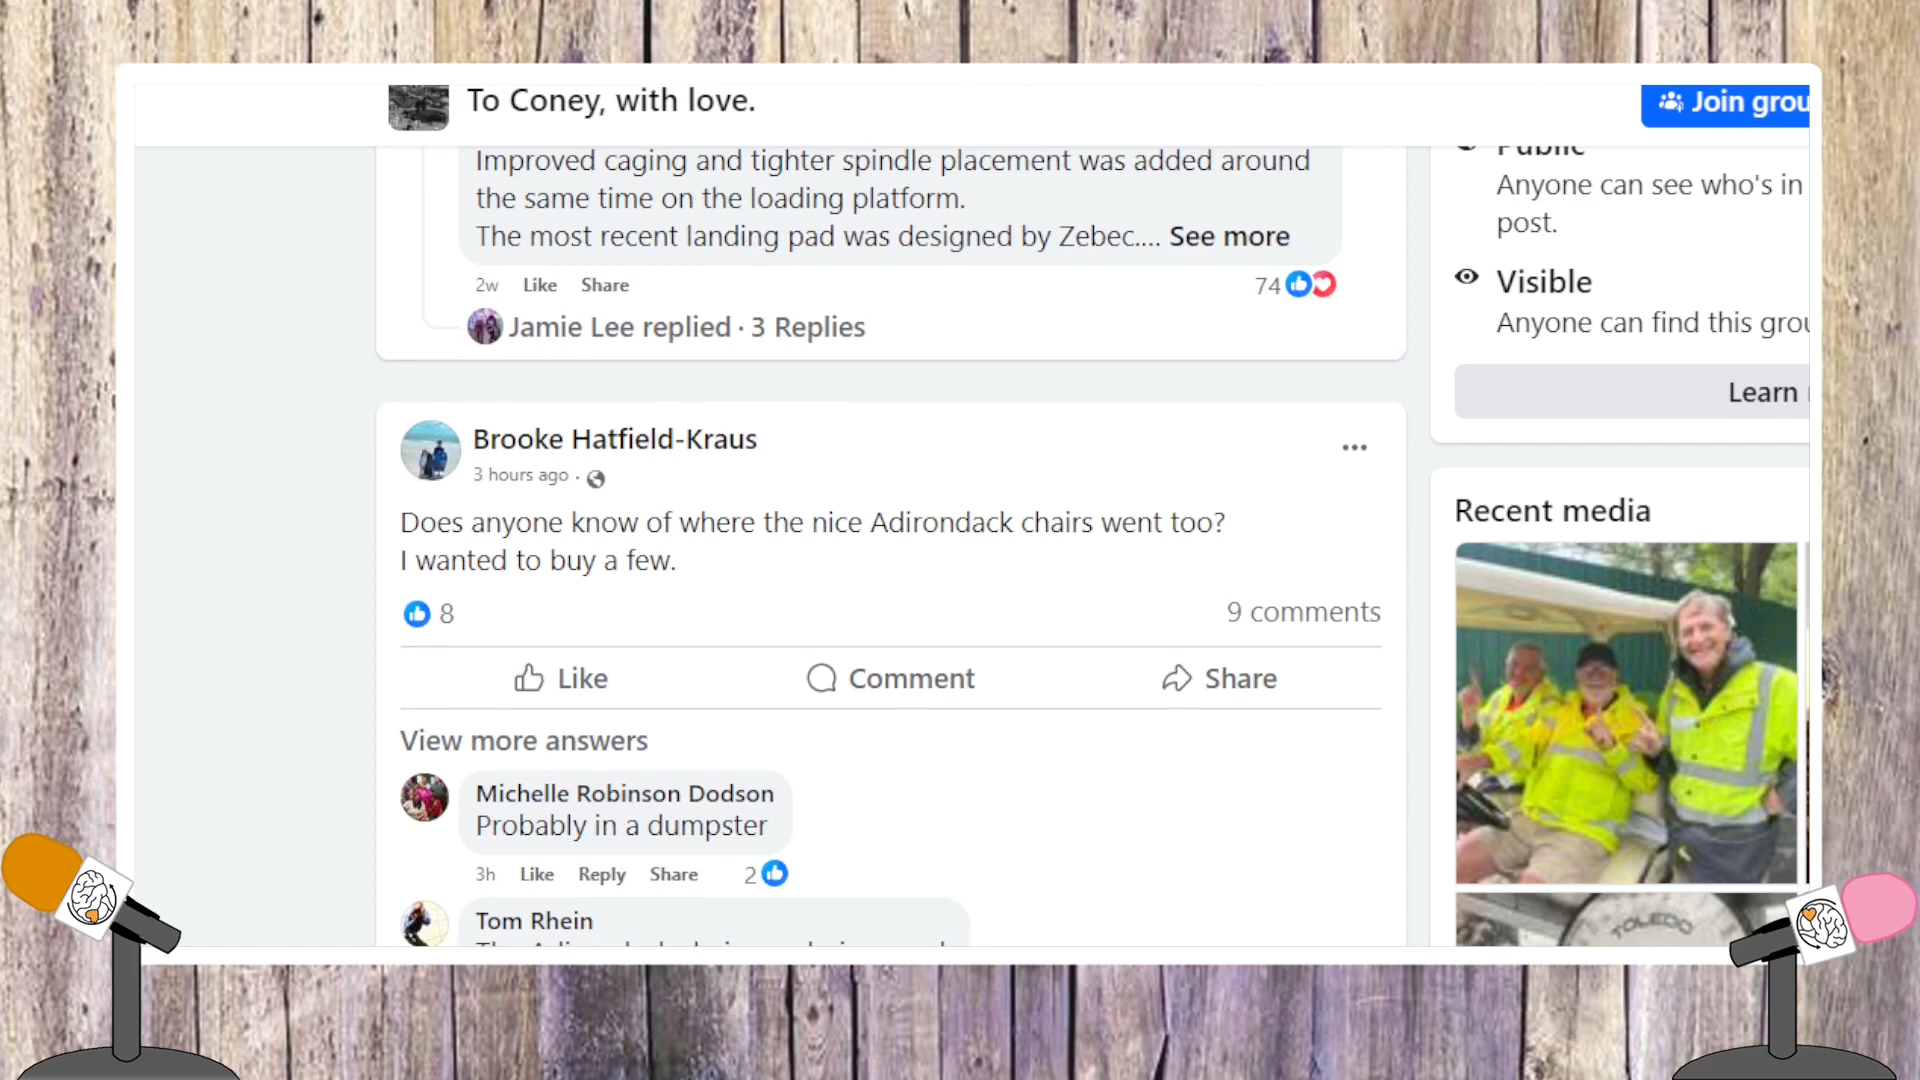 To Coney, with love.
Join grou
Improved caging and tighter spindle placement was added around
the same time on the loading platform.
The most recent landing pad was designed by Zebec.... See more
2w Like Share 74
Jamie Lee replied · 3 Replies
Public
Anyone can see who's in
post.
Visible
Anyone can find this grou
Learn
Brooke Hatfield-Kraus
3 hours ago ·
Does anyone know of where the nice Adirondack chairs went too?
I wanted to buy a few.
8 9 comments
Like Comment Share
View more answers
Michelle Robinson Dodson
Probably in a dumpster
3h Like Reply Share 2
Tom Rhein
Recent media
TOLEDO